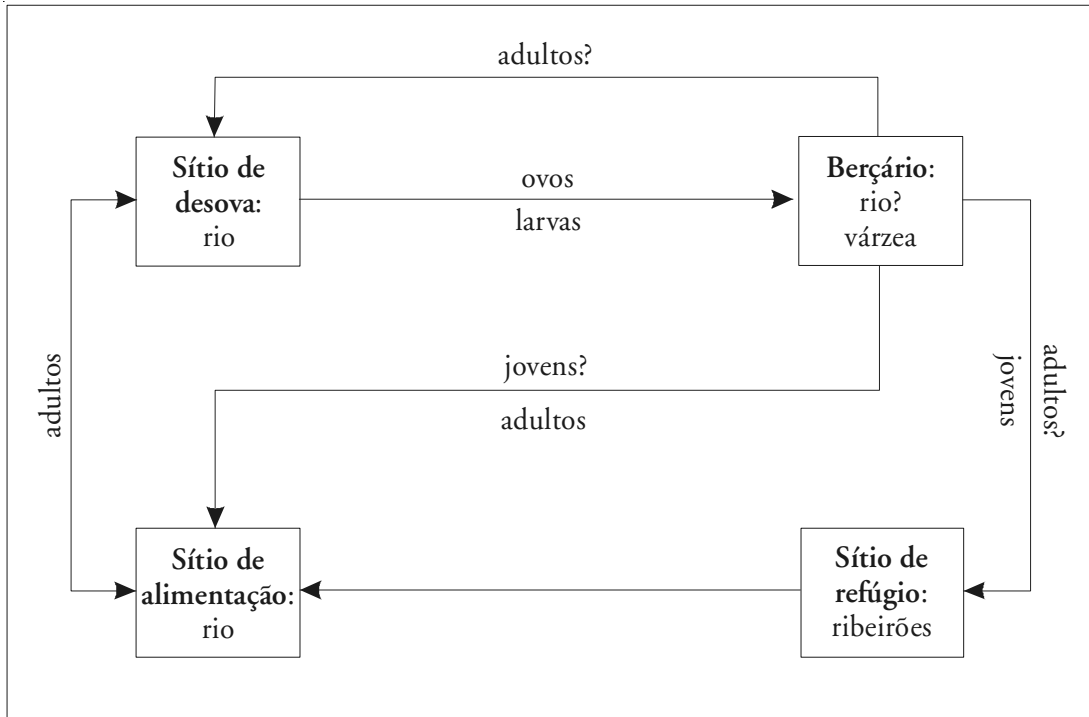 adultos?
Sítio de
desova:
rio
ovos
larvas
Berçário:
rio?
várzea
adultos
jovens?
adultos
jovens
adultos?
Sítio de
alimentação:
rio
Sítio de
refúgio:
ribeirões